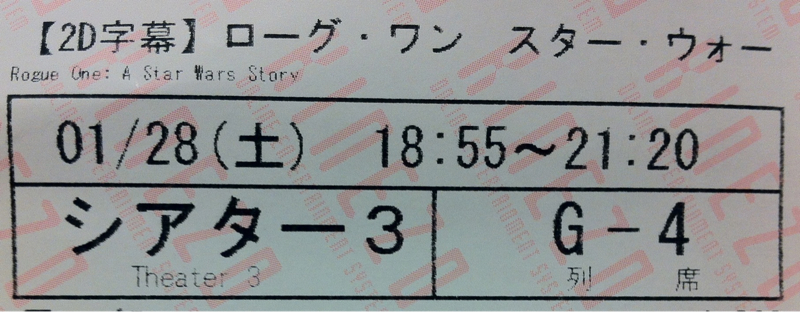 【2D字幕】ローグ・ワン スター・ウォー
Rogue One: A Star Wars Story
01/28(土) 18:55～21:20
シアター3 G－4
Theater 3 列 席